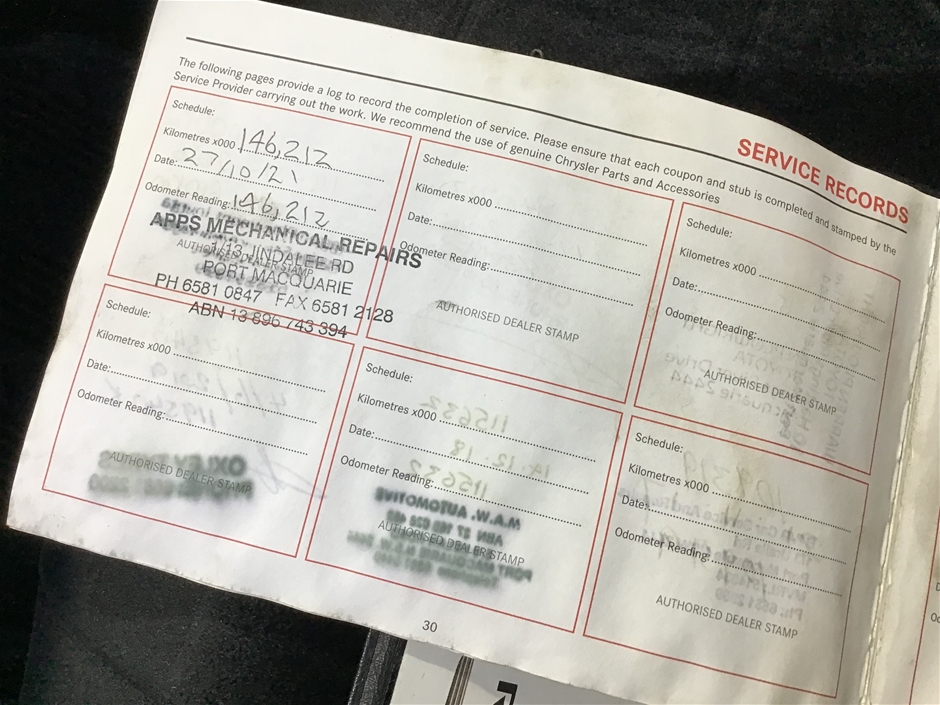 SERVICE RECORDS
The following pages provide a log to record the completion of service. Please ensure that each coupon and stub is completed and stamped by the
Service Provider carrying out the work. We recommend the use of genuine Chrysler Parts and Accessories
Schedule:
Kilometres x000 146,212
Date: 27/10/21
Odometer Reading: 146,212
APPS MECHANICAL REPAIRS
AUTHORISED DEALER STAMP
1/13 JINDALEE RD
PORT MACQUARIE
PH 6581 0847 FAX 6581 2128
ABN 13 896 743 394
Schedule:
Kilometres x000
Date:
Odometer Reading:
AUTHORISED DEALER STAMP
Schedule:
Kilometres x000
Date:
Odometer Reading:
AUTHORISED DEALER STAMP
Schedule:
Kilometres x000
Date:
Odometer Reading:
AUTHORISED DEALER STAMP
Schedule:
Kilometres x000
Date:
Odometer Reading:
AUTHORISED DEALER STAMP
Schedule:
Kilometres x000
Date:
Odometer Reading:
AUTHORISED DEALER STAMP
30